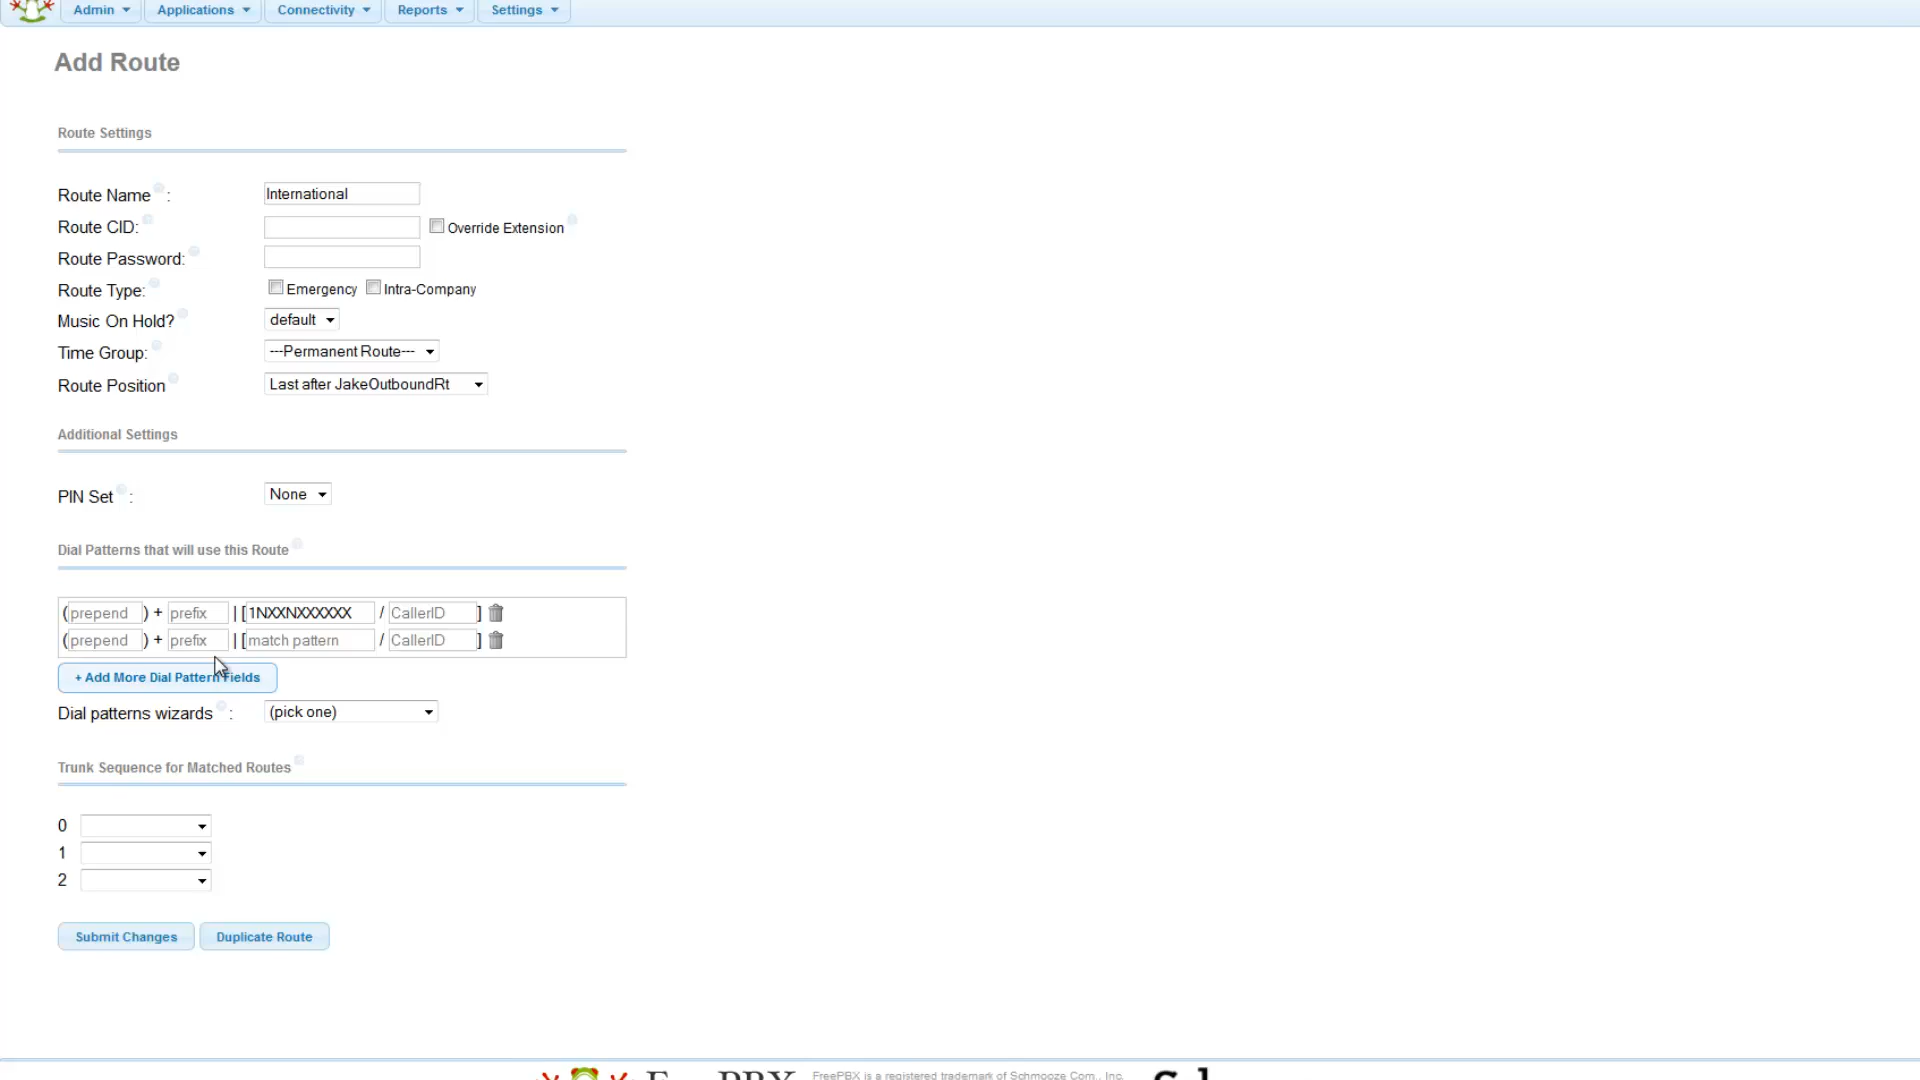 Admin Applications Connectivity Reports Settings
Add Route
Route Settings
Route Name : International
Route CID: Override Extension
Route Password:
Route Type: Emergency Intra-Company
Music On Hold? default
Time Group: ---Permanent Route---
Route Position Last after JakeOutboundRt
Additional Settings
PIN Set : None
Dial Patterns that will use this Route
(prepend) + prefix | [1NXXNXXXXXX / CallerID ]
(prepend) + prefix | [match pattern / CallerID ]
+ Add More Dial Pattern Fields
Dial patterns wizards : (pick one)
Trunk Sequence for Matched Routes
0
1
2
Submit Changes Duplicate Route
FreePBX is a registered trademark of Schmooze Com., Inc.